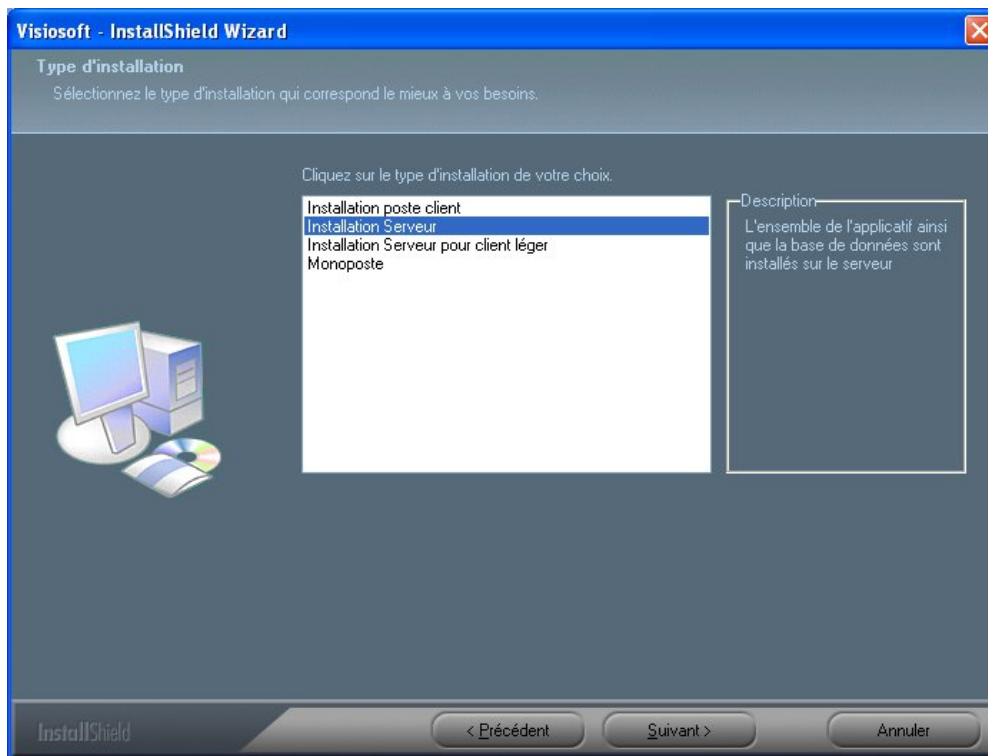 Visiosoft - InstallShield Wizard
Type d'installation
Sélectionnez le type d'installation qui correspond le mieux à vos besoins.
Cliquez sur le type d'installation de votre choix.
Installation poste client
Installation Serveur
Installation Serveur pour client léger
Monoposte
Description
L'ensemble de l'applicatif ainsi
que la base de données sont
installés sur le serveur
InstallShield
< Précédent
Suivant >
Annuler